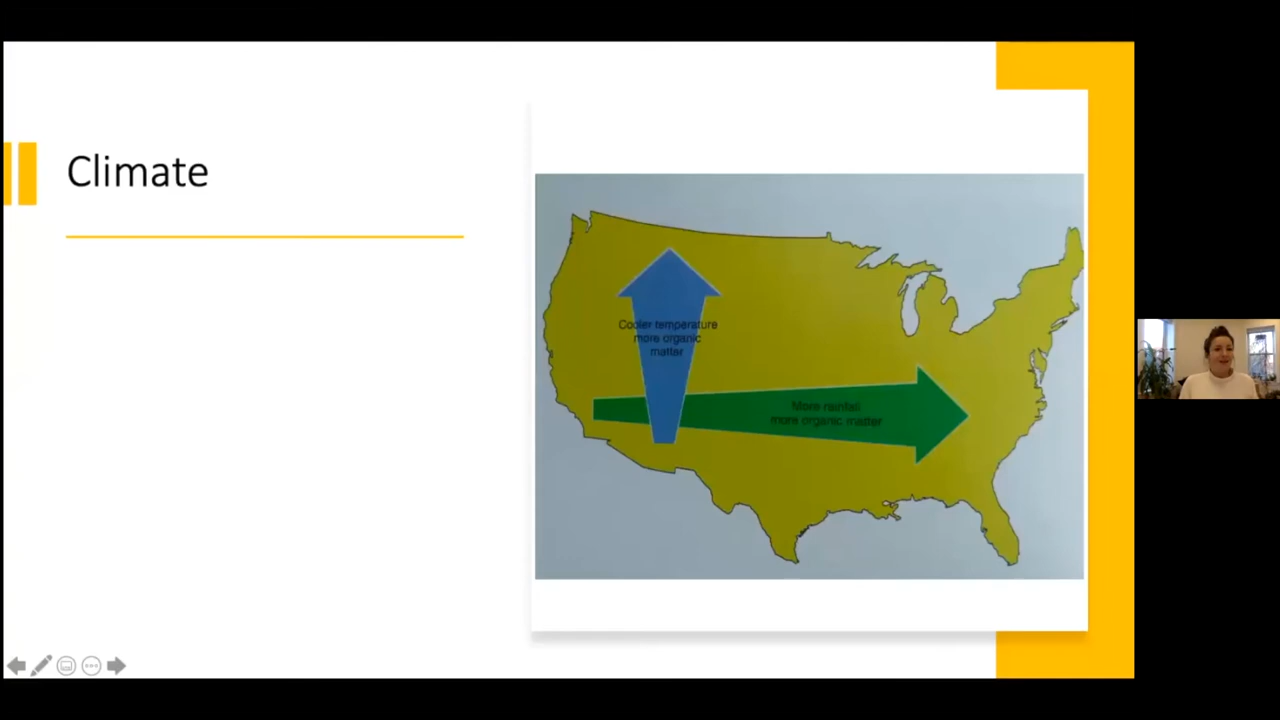 Climate
Cooler temperature
more organic
matter
More rainfall
more organic matter